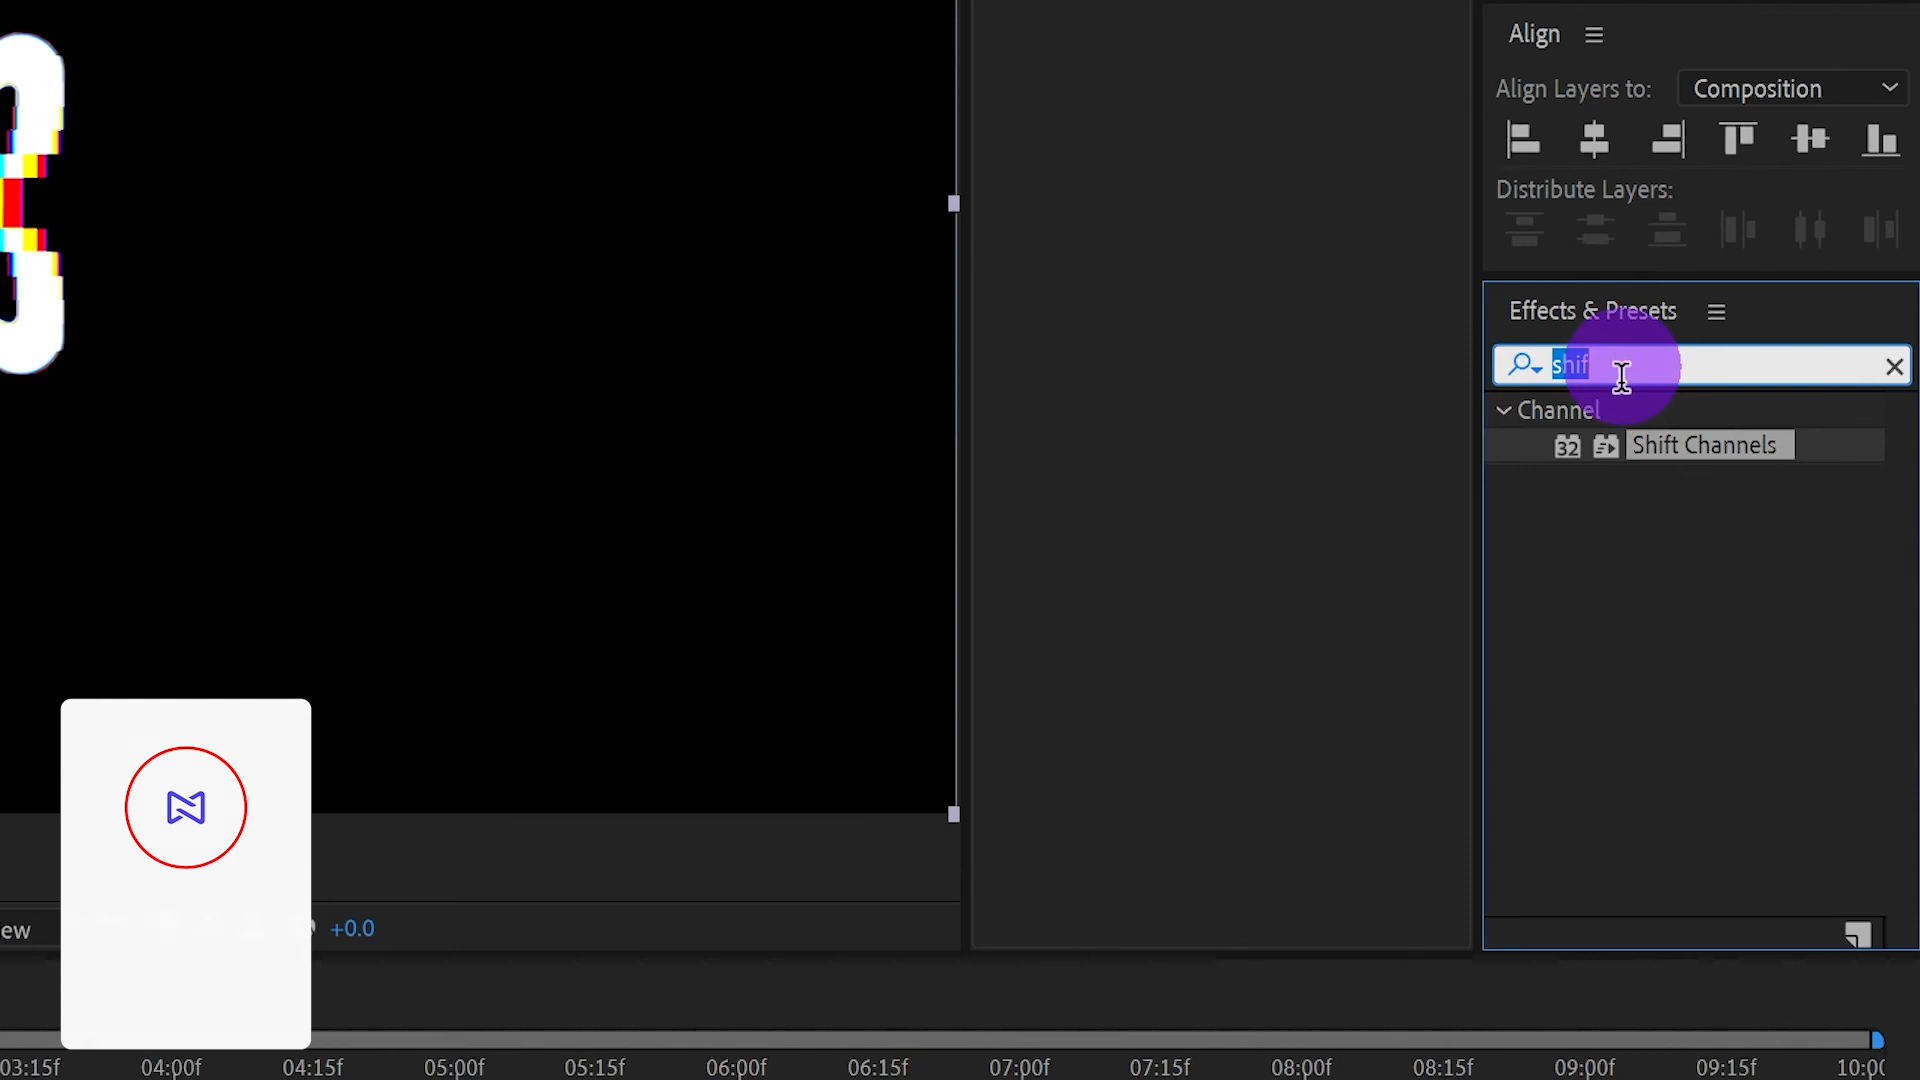 Align
Align Layers to: Composition
Distribute Layers:
Effects & Presets
shif
Channel
32 Shift Channels
ew
+0.0
03:15f 04:00f 04:15f 05:00f 05:15f 06:00f 06:15f 07:00f 07:15f 08:00f 08:15f 09:00f 09:15f 10:00